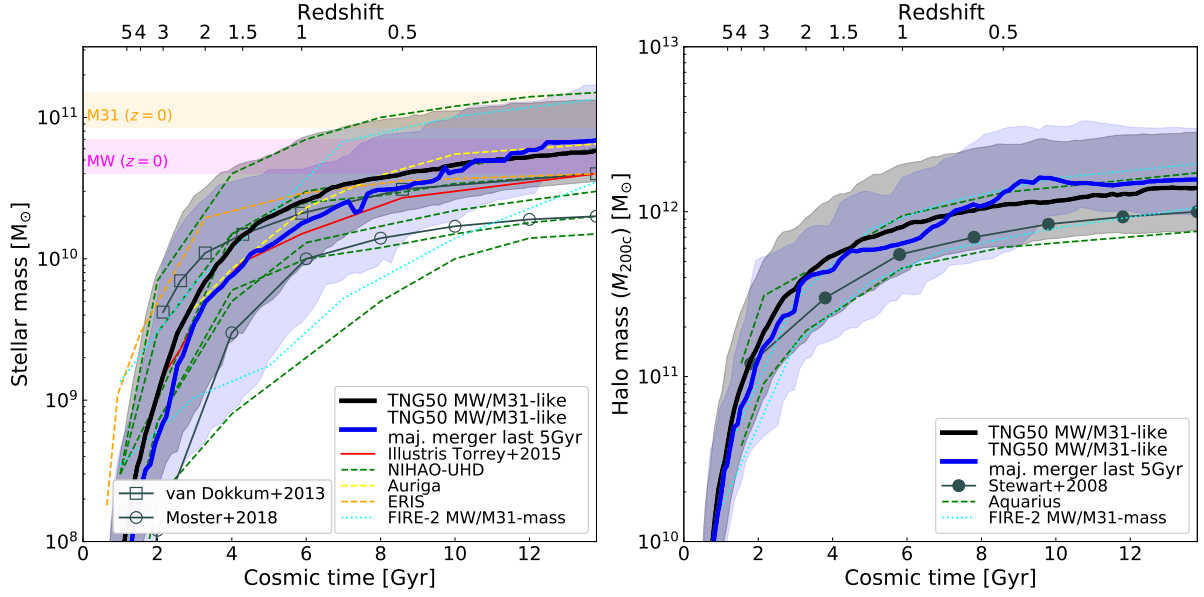 Redshift
54 3 2 1.5 1 0.5
10^11
10^10
10^9
10^8
Stellar mass [M⊙]
M31 (z = 0)
MW (z = 0)
TNG50 MW/M31-like
TNG50 MW/M31-like
maj. merger last 5Gyr
Illustris Torrey+2015
NIHAO-UHD
Auriga
ERIS
FIRE-2 MW/M31-mass
van Dokkum+2013
Moster+2018
0 2 4 6 8 10 12
Cosmic time [Gyr]
Redshift
54 3 2 1.5 1 0.5
10^13
10^12
10^11
10^10
Halo mass (M200c) [M⊙]
TNG50 MW/M31-like
TNG50 MW/M31-like
maj. merger last 5Gyr
Stewart+2008
Aquarius
FIRE-2 MW/M31-mass
0 2 4 6 8 10 12
Cosmic time [Gyr]